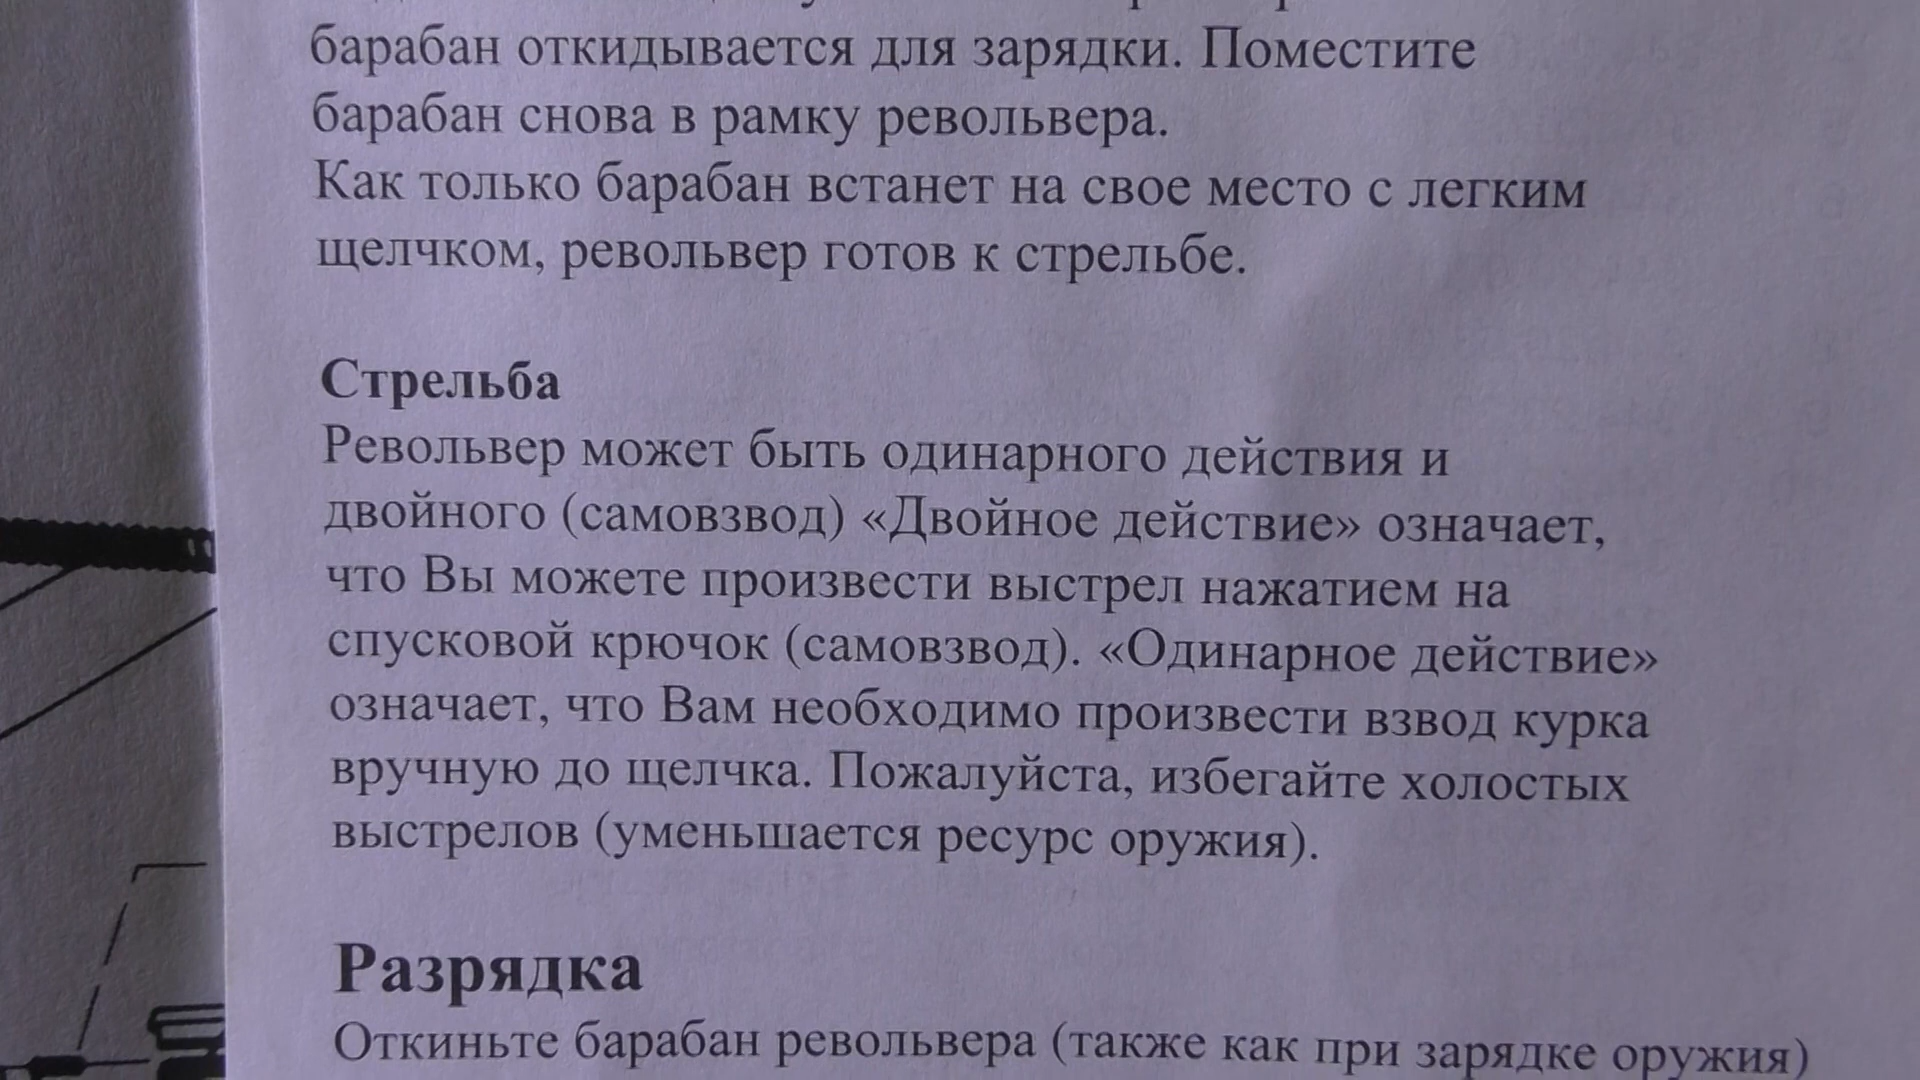 барабан откидывается для зарядки. Поместите
барабан снова в рамку револьвера.
Как только барабан встанет на свое место с легким
щелчком, револьвер готов к стрельбе.
Стрельба
Револьвер может быть одинарного действия и
двойного (самовзвод) «Двойное действие» означает,
что Вы можете произвести выстрел нажатием на
спусковой крючок (самовзвод). «Одинарное действие»
означает, что Вам необходимо произвести взвод курка
вручную до щелчка. Пожалуйста, избегайте холостых
выстрелов (уменьшается ресурс оружия).
Разрядка
Откиньте барабан револьвера (также как при зарядке оружия)